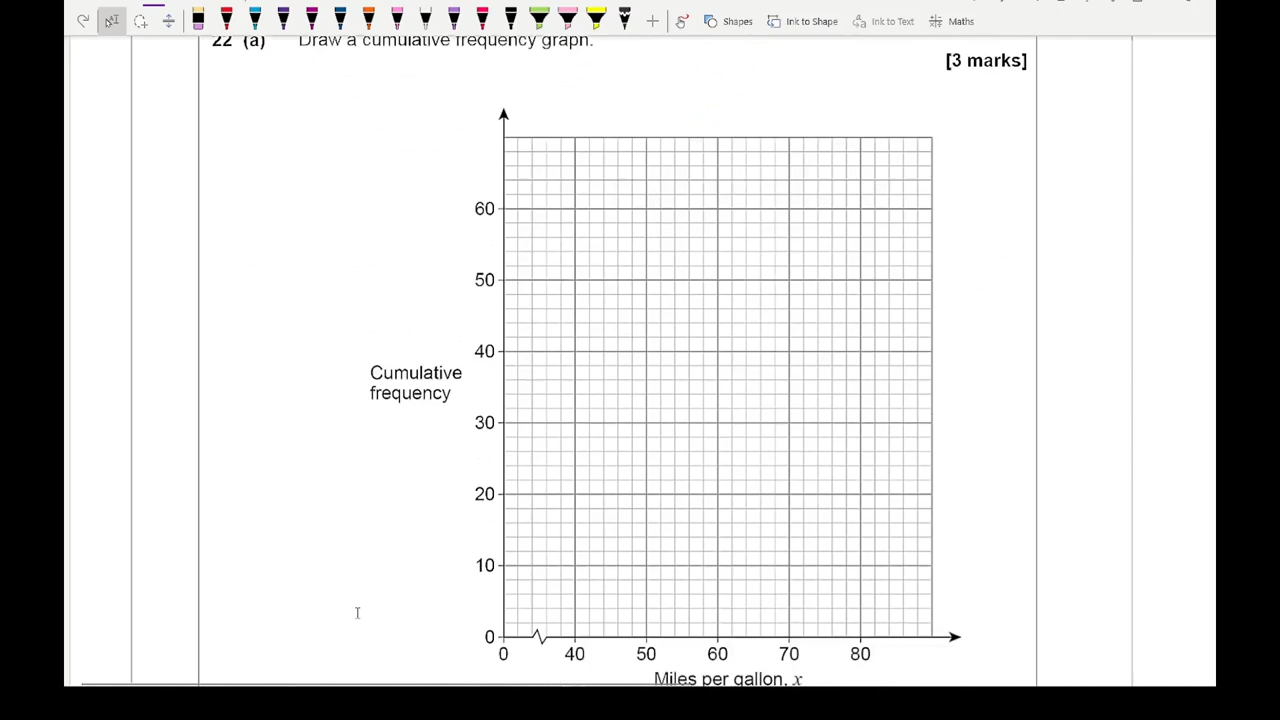 Shapes Ink to Shape Ink to Text Maths
22 (a) Draw a cumulative frequency graph.
[3 marks]
60
50
40
Cumulative
frequency
30
20
10
0
0 40 50 60 70 80
Miles per gallon, x